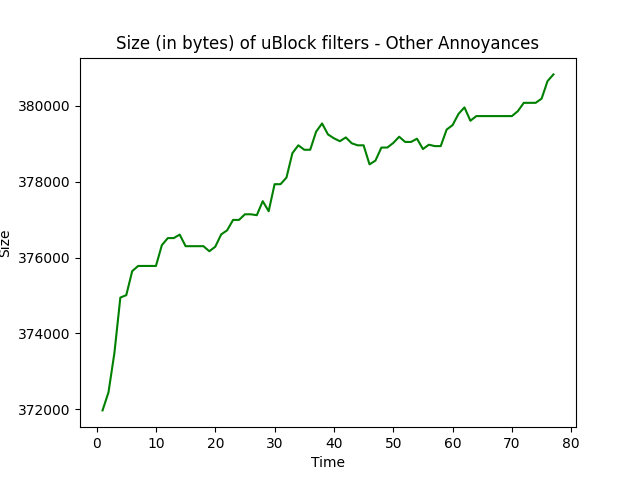 Size (in bytes) of uBlock filters - Other Annoyances
380000
378000
376000
374000
372000
Size
0 10 20 30 40 50 60 70 80
Time